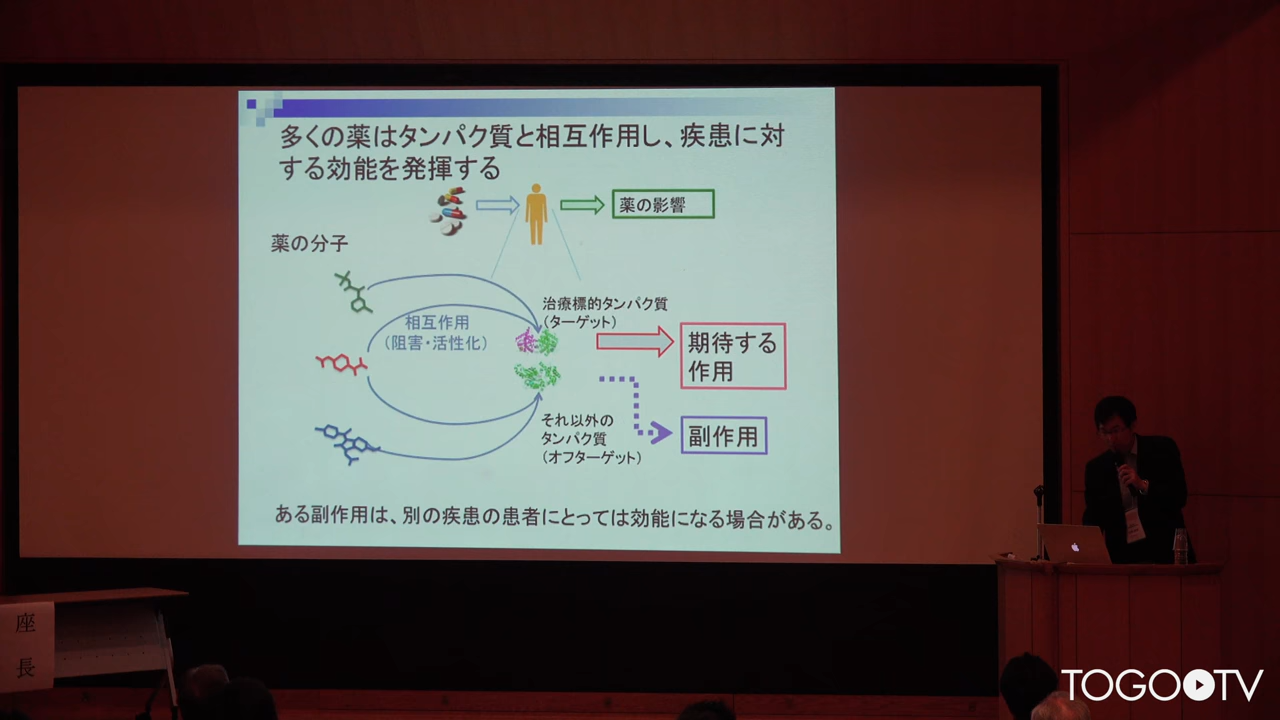 多くの薬はタンパク質と相互作用し、疾患に対
する効能を発揮する
薬の影響
薬の分子
治療標的タンパク質
(ターゲット)
相互作用
(阻害・活性化)
期待する
作用
それ以外の
タンパク質
(オフターゲット)
副作用
ある副作用は、別の疾患の患者にとっては効能になる場合がある。
座
長
TOGOTV